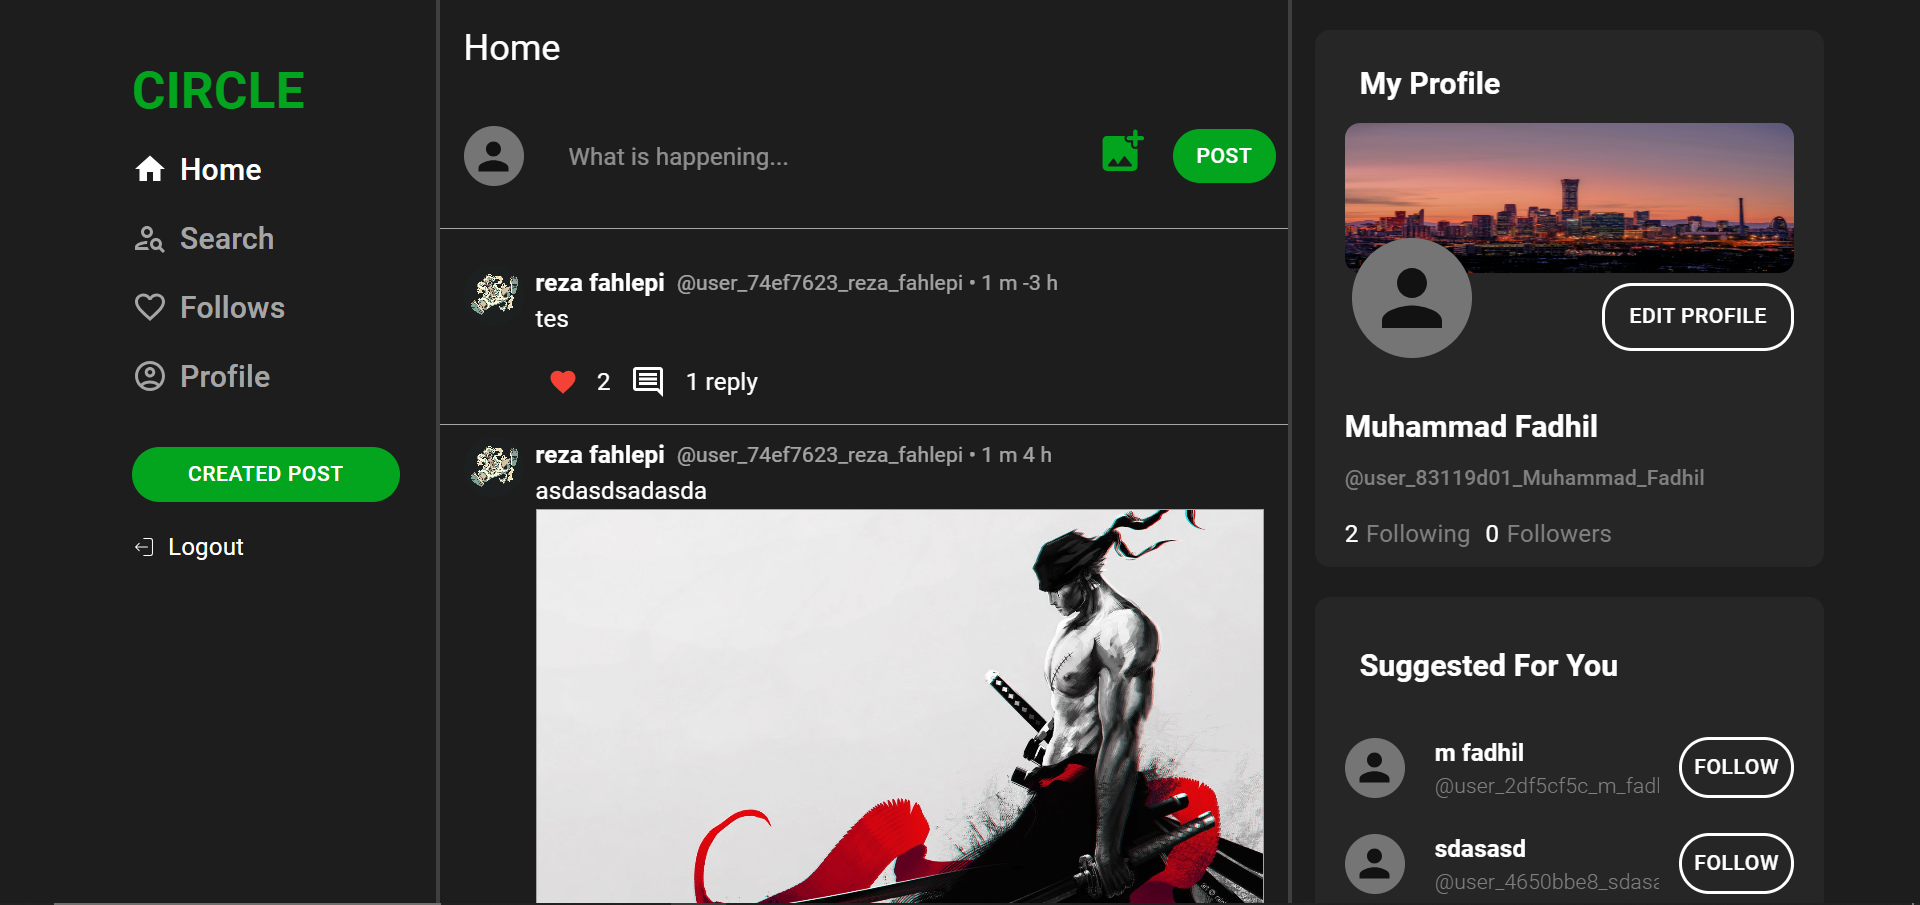 CIRCLE
Home
Search
Follows
Profile
CREATED POST
Logout
Home
What is happening...
POST
reza fahlepi @user_74ef7623_reza_fahlepi • 1 m -3 h
tes
2 1 reply
reza fahlepi @user_74ef7623_reza_fahlepi • 1 m 4 h
asdasdsadasda
My Profile
EDIT PROFILE
Muhammad Fadhil
@user_83119d01_Muhammad_Fadhil
2 Following 0 Followers
Suggested For You
m fadhil
@user_2df5cf5c_m_fadl
FOLLOW
sdasasd
@user_4650bbe8_sdasa
FOLLOW